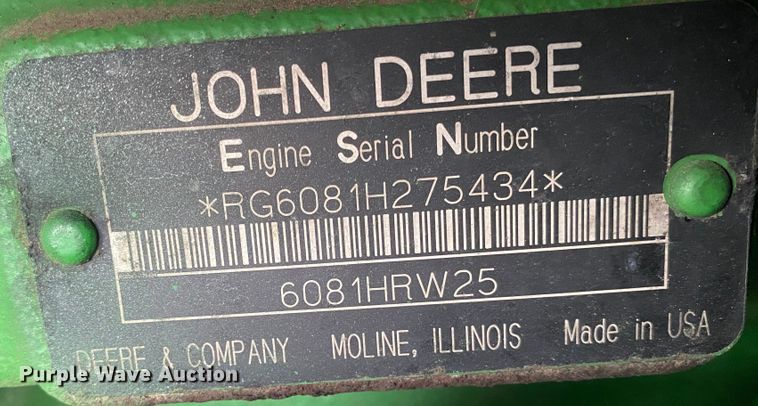 JOHN DEERE
Engine Serial Number
*RG6081H275434*
6081HRW25
DEERE & COMPANY MOLINE, ILLINOIS Made in USA
Purple Wave Auction